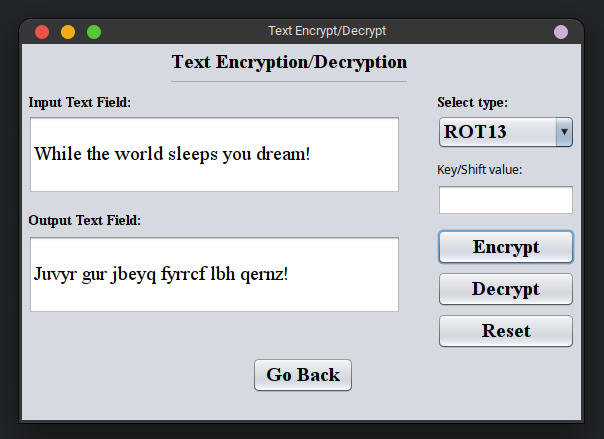 Text Encrypt/Decrypt
Text Encryption/Decryption
Input Text Field:
While the world sleeps you dream!
Output Text Field:
Juvyr gur jbeyq fyrrcf lbh qernz!
Select type:
ROT13
Key/Shift value:
Encrypt
Decrypt
Reset
Go Back